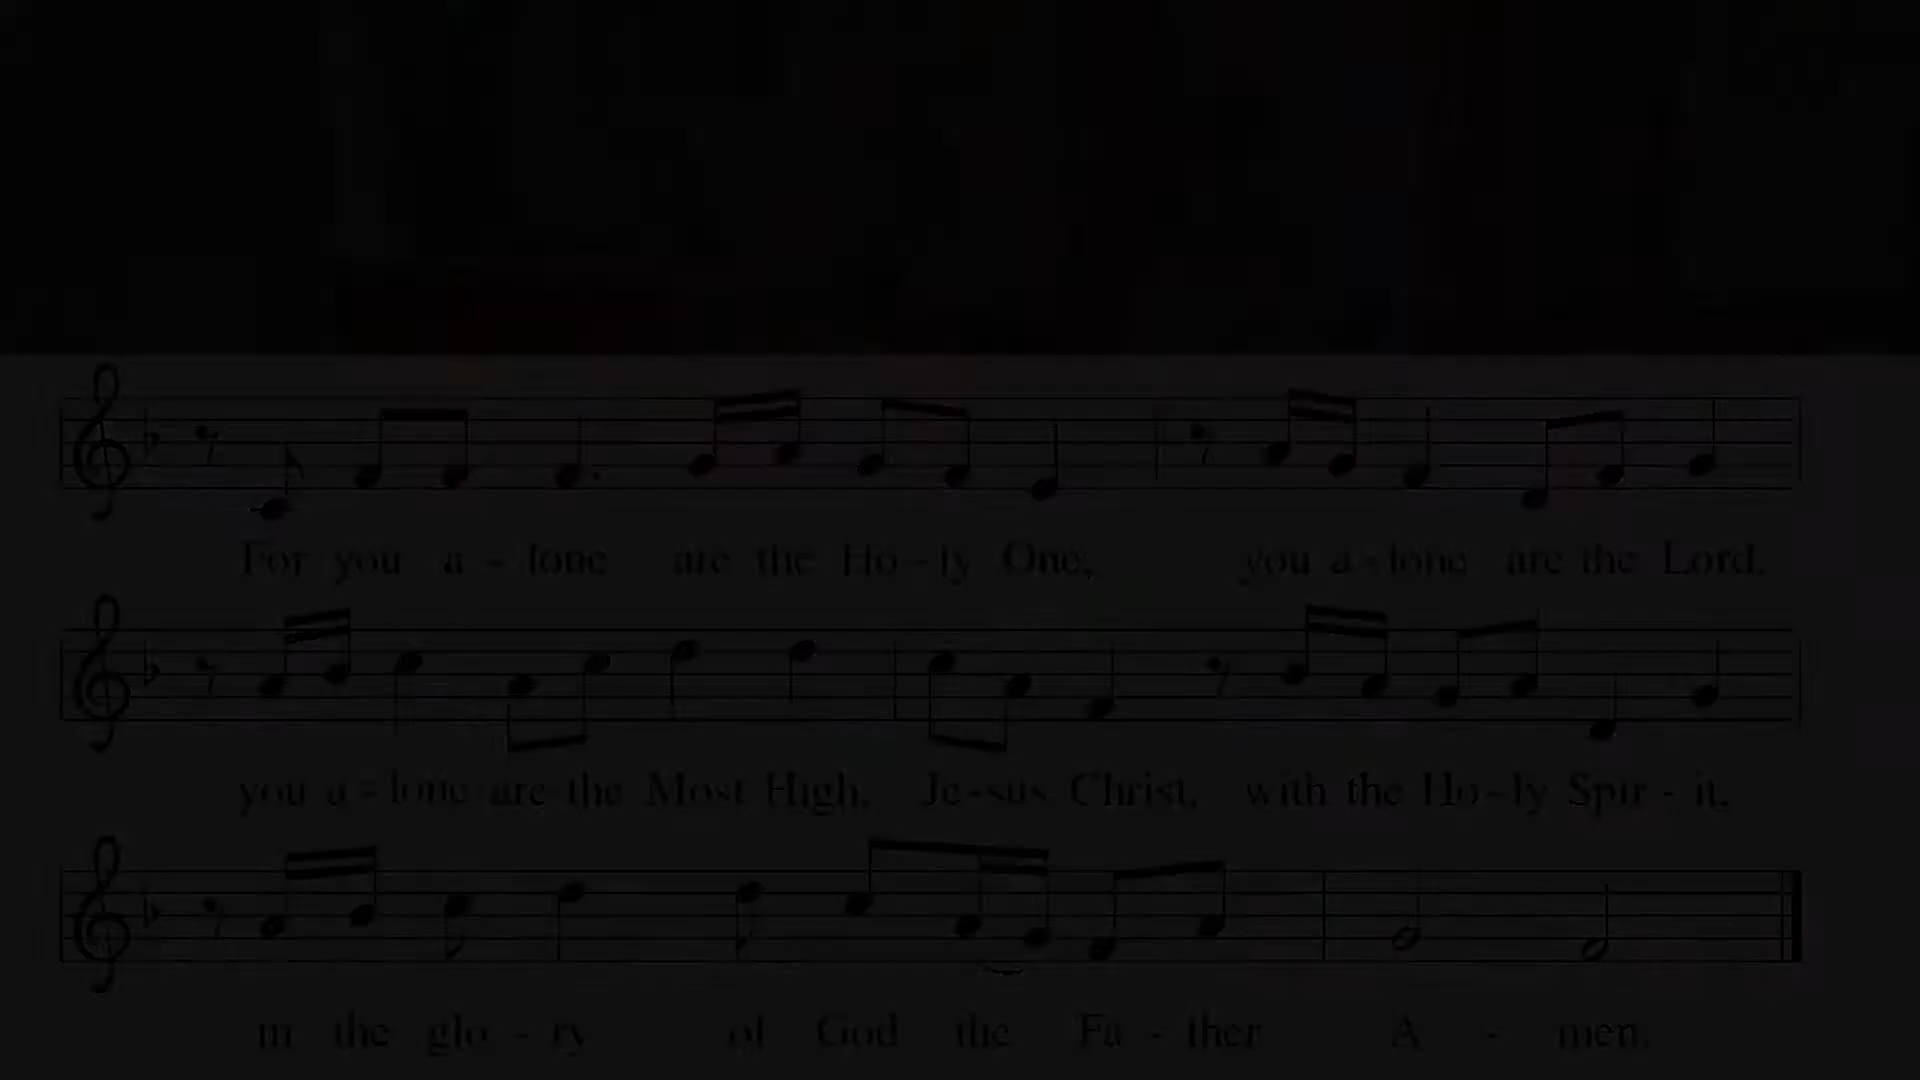 For you a - lone are the Ho - ly One, you a - lone are the Lord,
you a - lone are the Most High, Je - sus Christ, with the Ho - ly Spir - it,
in the glo - ry of God the Fa - ther. A - men.